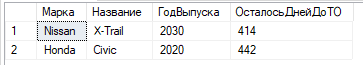 Марка Название ГодВыпуска ОсталосьДнейДоТО
1 Nissan X-Trail 2030 414
2 Honda Civic 2020 442